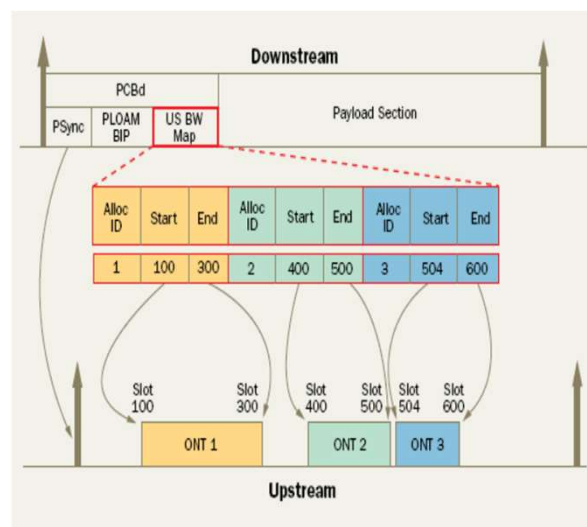 Downstream
PCBd
Payload Section
PSync
PLOAM
BIP
US BW
Map
Alloc
ID
Start
End
Alloc
ID
Start
End
Alloc
ID
Start
End
1 100 300 2 400 500 3 504 600
Slot
100
Slot
300
Slot
400
Slot
500
Slot
504
Slot
600
ONT 1
ONT 2
ONT 3
Upstream